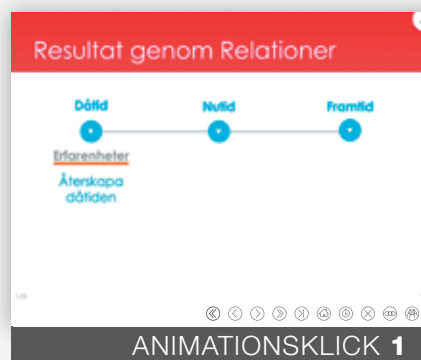 Resultat genom Relationer
Dåtid Nutid Framtid
Erfarenheter
Återskapa
dåtiden
ANIMATIONSKLICK 1